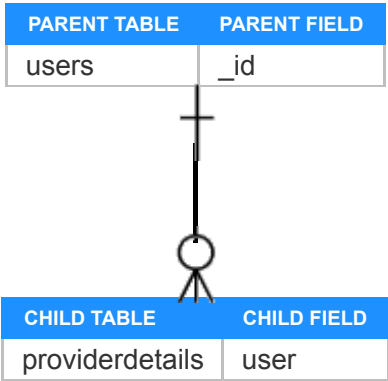 PARENT TABLE PARENT FIELD
users _id
CHILD TABLE CHILD FIELD
providerdetails user